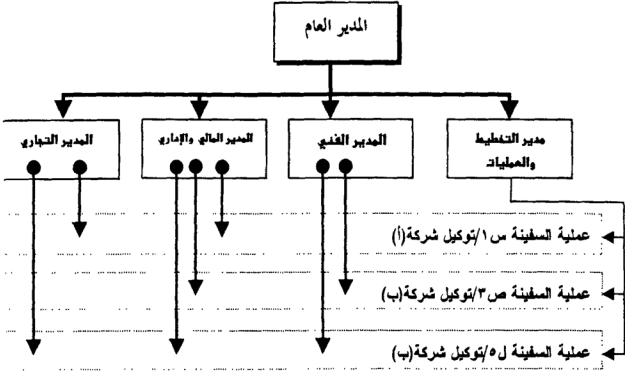 المدير العام
مدير التخطيط
والعمليات
المدير الفني
المدير المالي والإداري
المدير التجاري
عملية السفينة س١/توكيل شركة(أ)
عملية السفينة ص٣/توكيل شركة(ب)
عملية السفينة ل٥/توكيل شركة(ب)